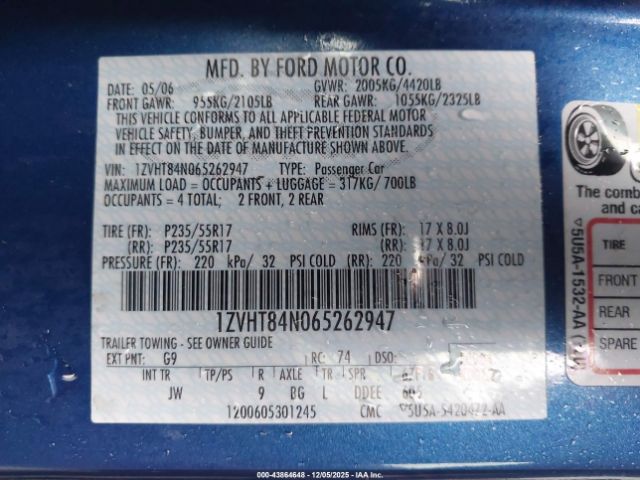 MFD. BY FORD MOTOR CO.
DATE: 05/06 GVWR: 2005KG/4420LB
FRONT GAWR: 955KG/2105LB REAR GAWR: 1055KG/2325LB
THIS VEHICLE CONFORMS TO ALL APPLICABLE FEDERAL MOTOR
VEHICLE SAFETY, BUMPER, AND THEFT PREVENTION STANDARDS
IN EFFECT ON THE DATE OF MANUFACTURE SHOWN ABOVE.
VIN: 1ZVHT84N065262947 TYPE: Passenger Car
MAXIMUM LOAD = OCCUPANTS + LUGGAGE = 317KG/ 700LB
OCCUPANTS = 4 TOTAL; 2 FRONT, 2 REAR
TIRE (FR): P235/55R17 RIMS (FR): 17 X 8.0J
(RR): P235/55R17 (RR): 17 X 8.0J
PRESSURE (FR): 220 kPa/ 32 PSI COLD (RR): 220 kPa/ 32 PSI COLD
1ZVHT84N065262947
TRAILER TOWING - SEE OWNER GUIDE
EXT PNT: G9 RC: 74 DSO:
INT TR TP/PS R AXLE TR SPR
JW 9 BG L DDEE
1200605301245 CMC
The comb
and ca
TIRE
FRONT
REAR
SPARE
5U5A-1532-AA
© 200-43864648 - 12/05/2025 - IAA, Inc.